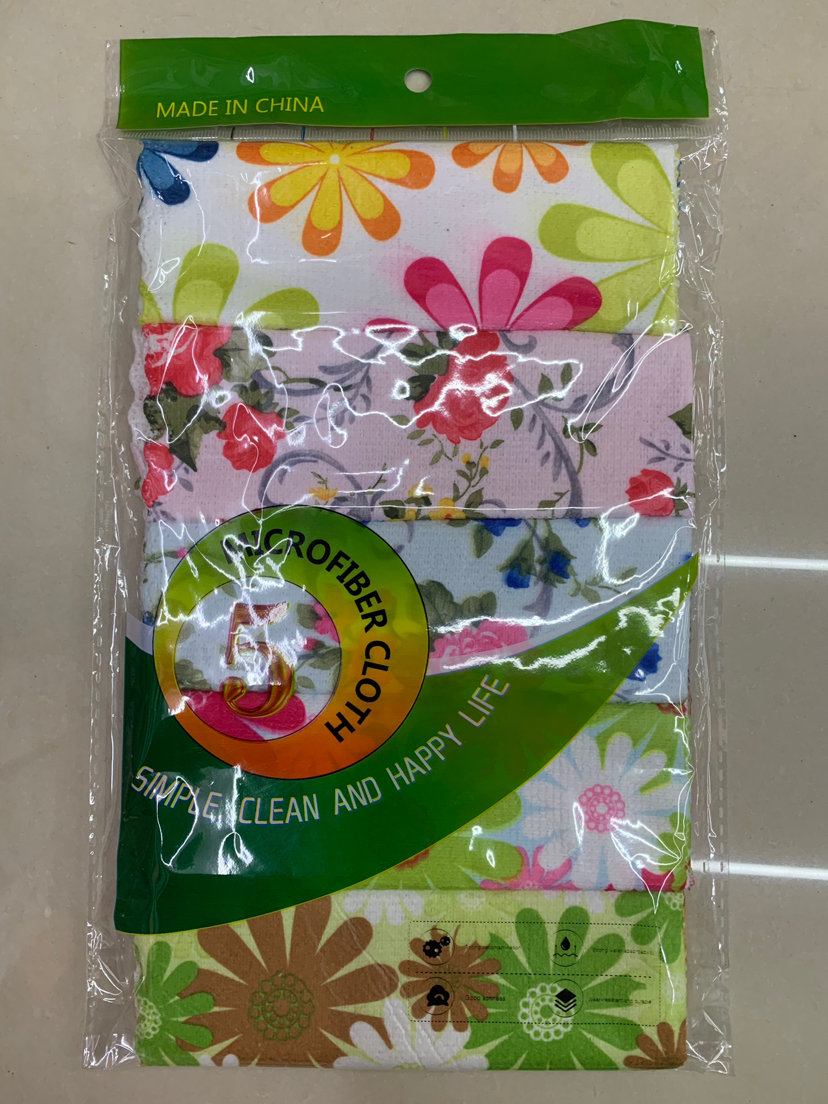 MADE IN CHINA
MICROFIBER CLOTH
5
SIMPLE, CLEAN AND HAPPY LIFE